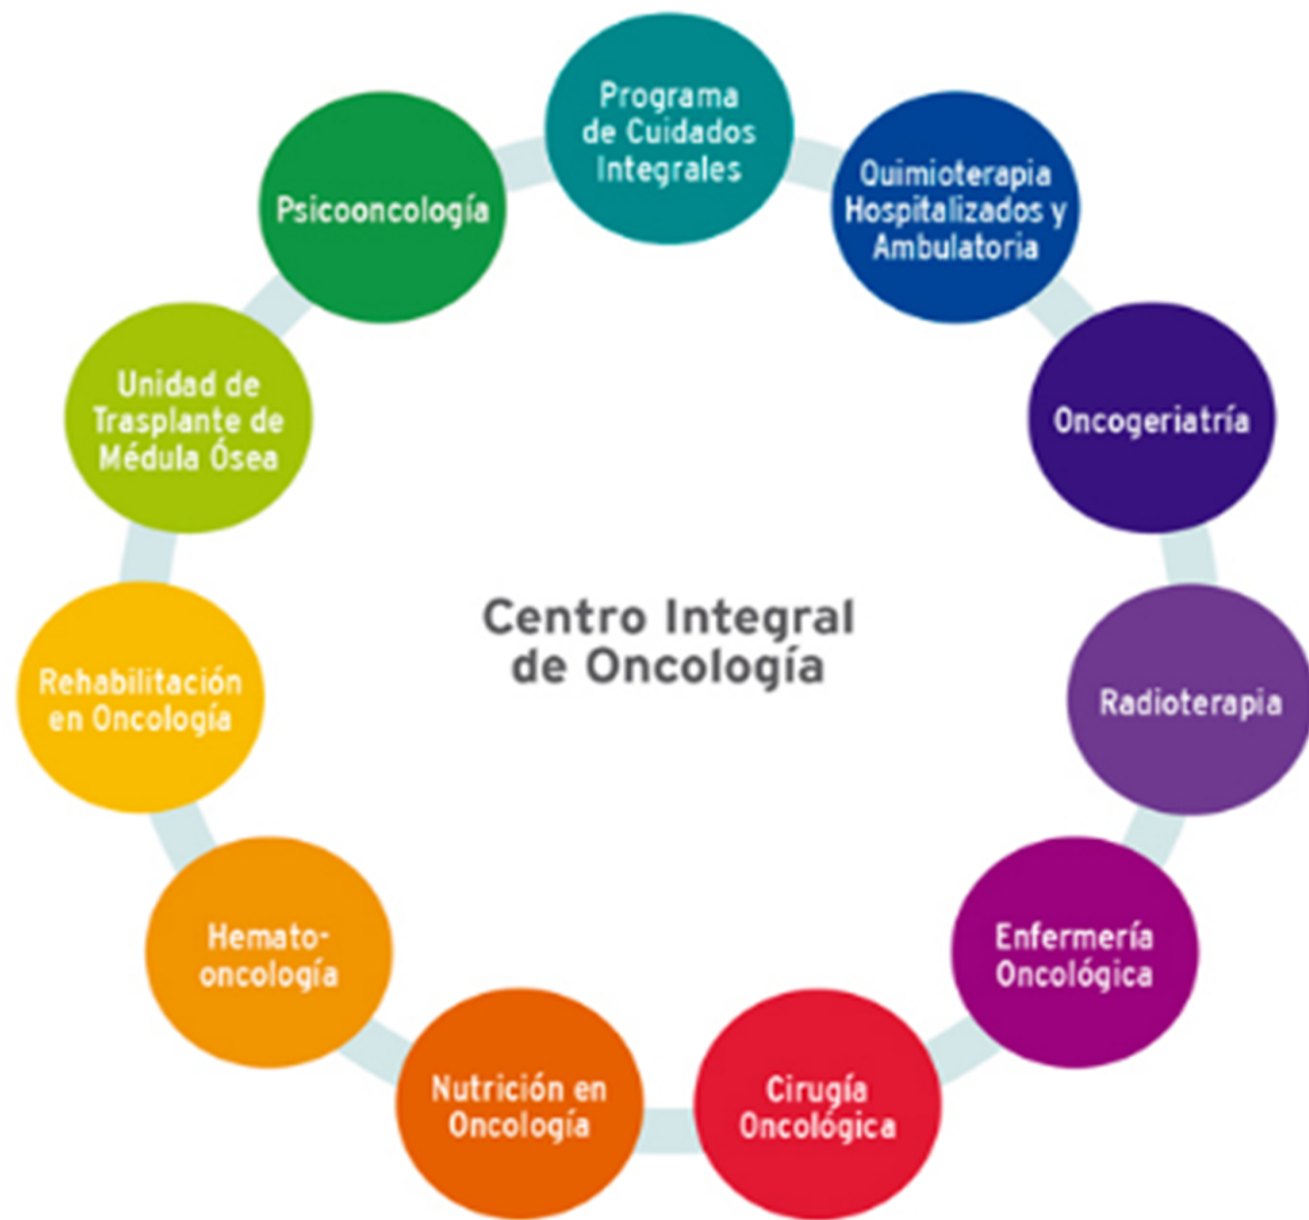 Programa
de Cuidados
Integrales
Quimioterapia
Hospitalizados y
Ambulatoria
Oncogeriatría
Radioterapia
Enfermería
Oncológica
Cirugía
Oncológica
Nutrición en
Oncología
Hemato-
oncología
Rehabilitación
en Oncología
Unidad de
Trasplante de
Médula Ósea
Psicooncología
Centro Integral
de Oncología